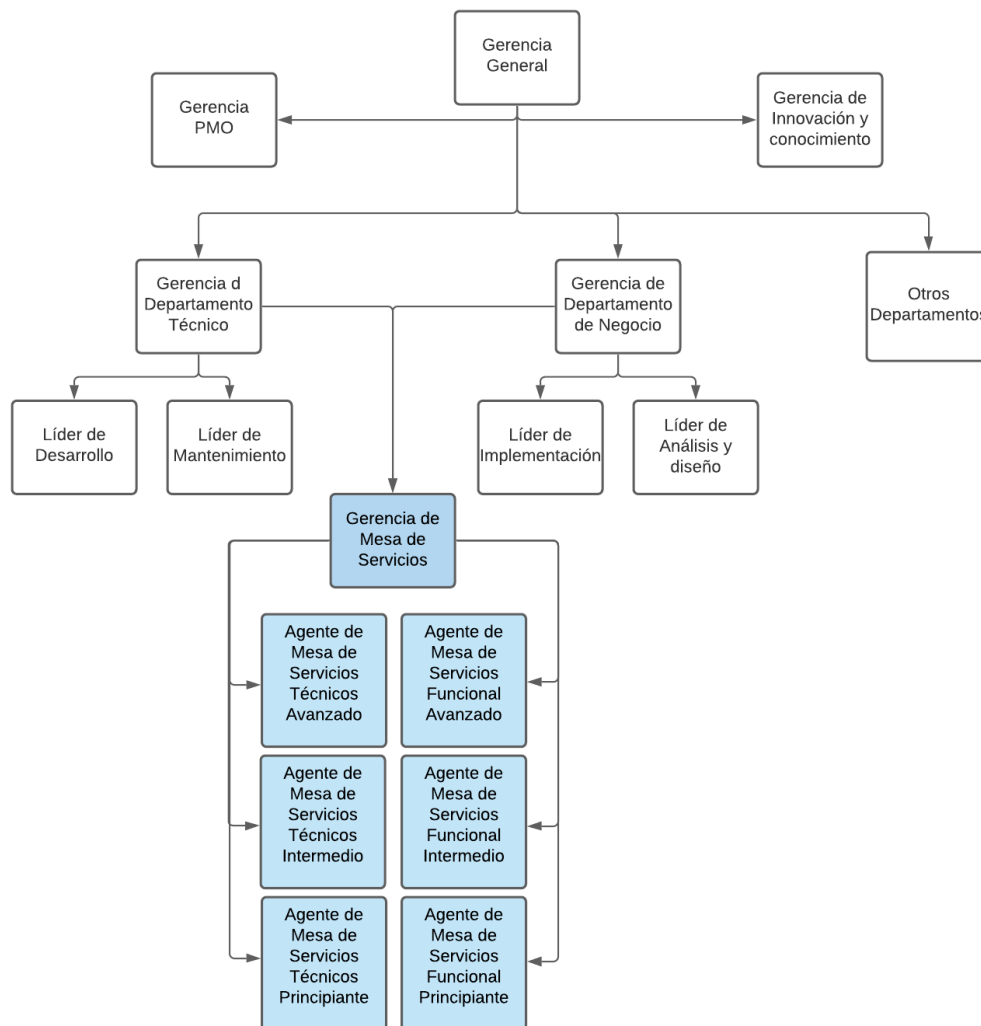 Gerencia
General
Gerencia
PMO
Gerencia de
Innovación y
conocimiento
Gerencia d
Departamento
Técnico
Gerencia de
Departamento
de Negocio
Otros
Departamentos
Líder de
Desarrollo
Líder de
Mantenimiento
Líder de
Implementación
Líder de
Análisis y
diseño
Gerencia de
Mesa de
Servicios
Agente de
Mesa de
Servicios
Técnicos
Avanzado
Agente de
Mesa de
Servicios
Funcional
Avanzado
Agente de
Mesa de
Servicios
Técnicos
Intermedio
Agente de
Mesa de
Servicios
Funcional
Intermedio
Agente de
Mesa de
Servicios
Técnicos
Principiante
Agente de
Mesa de
Servicios
Funcional
Principiante